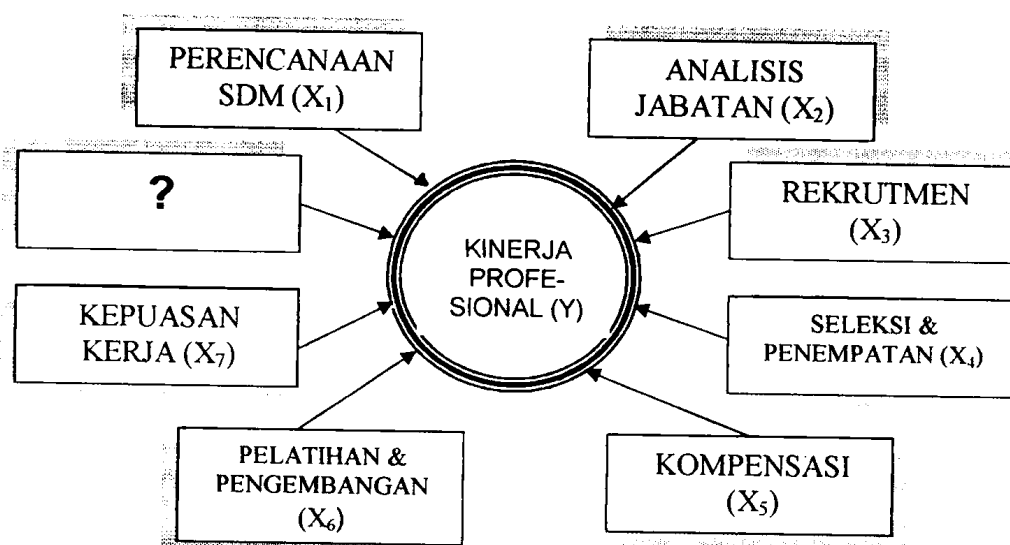 PERENCANAAN
SDM (X₁)
ANALISIS
JABATAN (X₂)
?
REKRUTMEN
(X₃)
KINERJA
PROFE-
SIONAL (Y)
KEPUASAN
KERJA (X₇)
SELEKSI &
PENEMPATAN (X₄)
PELATIHAN &
PENGEMBANGAN
(X₆)
KOMPENSASI
(X₅)